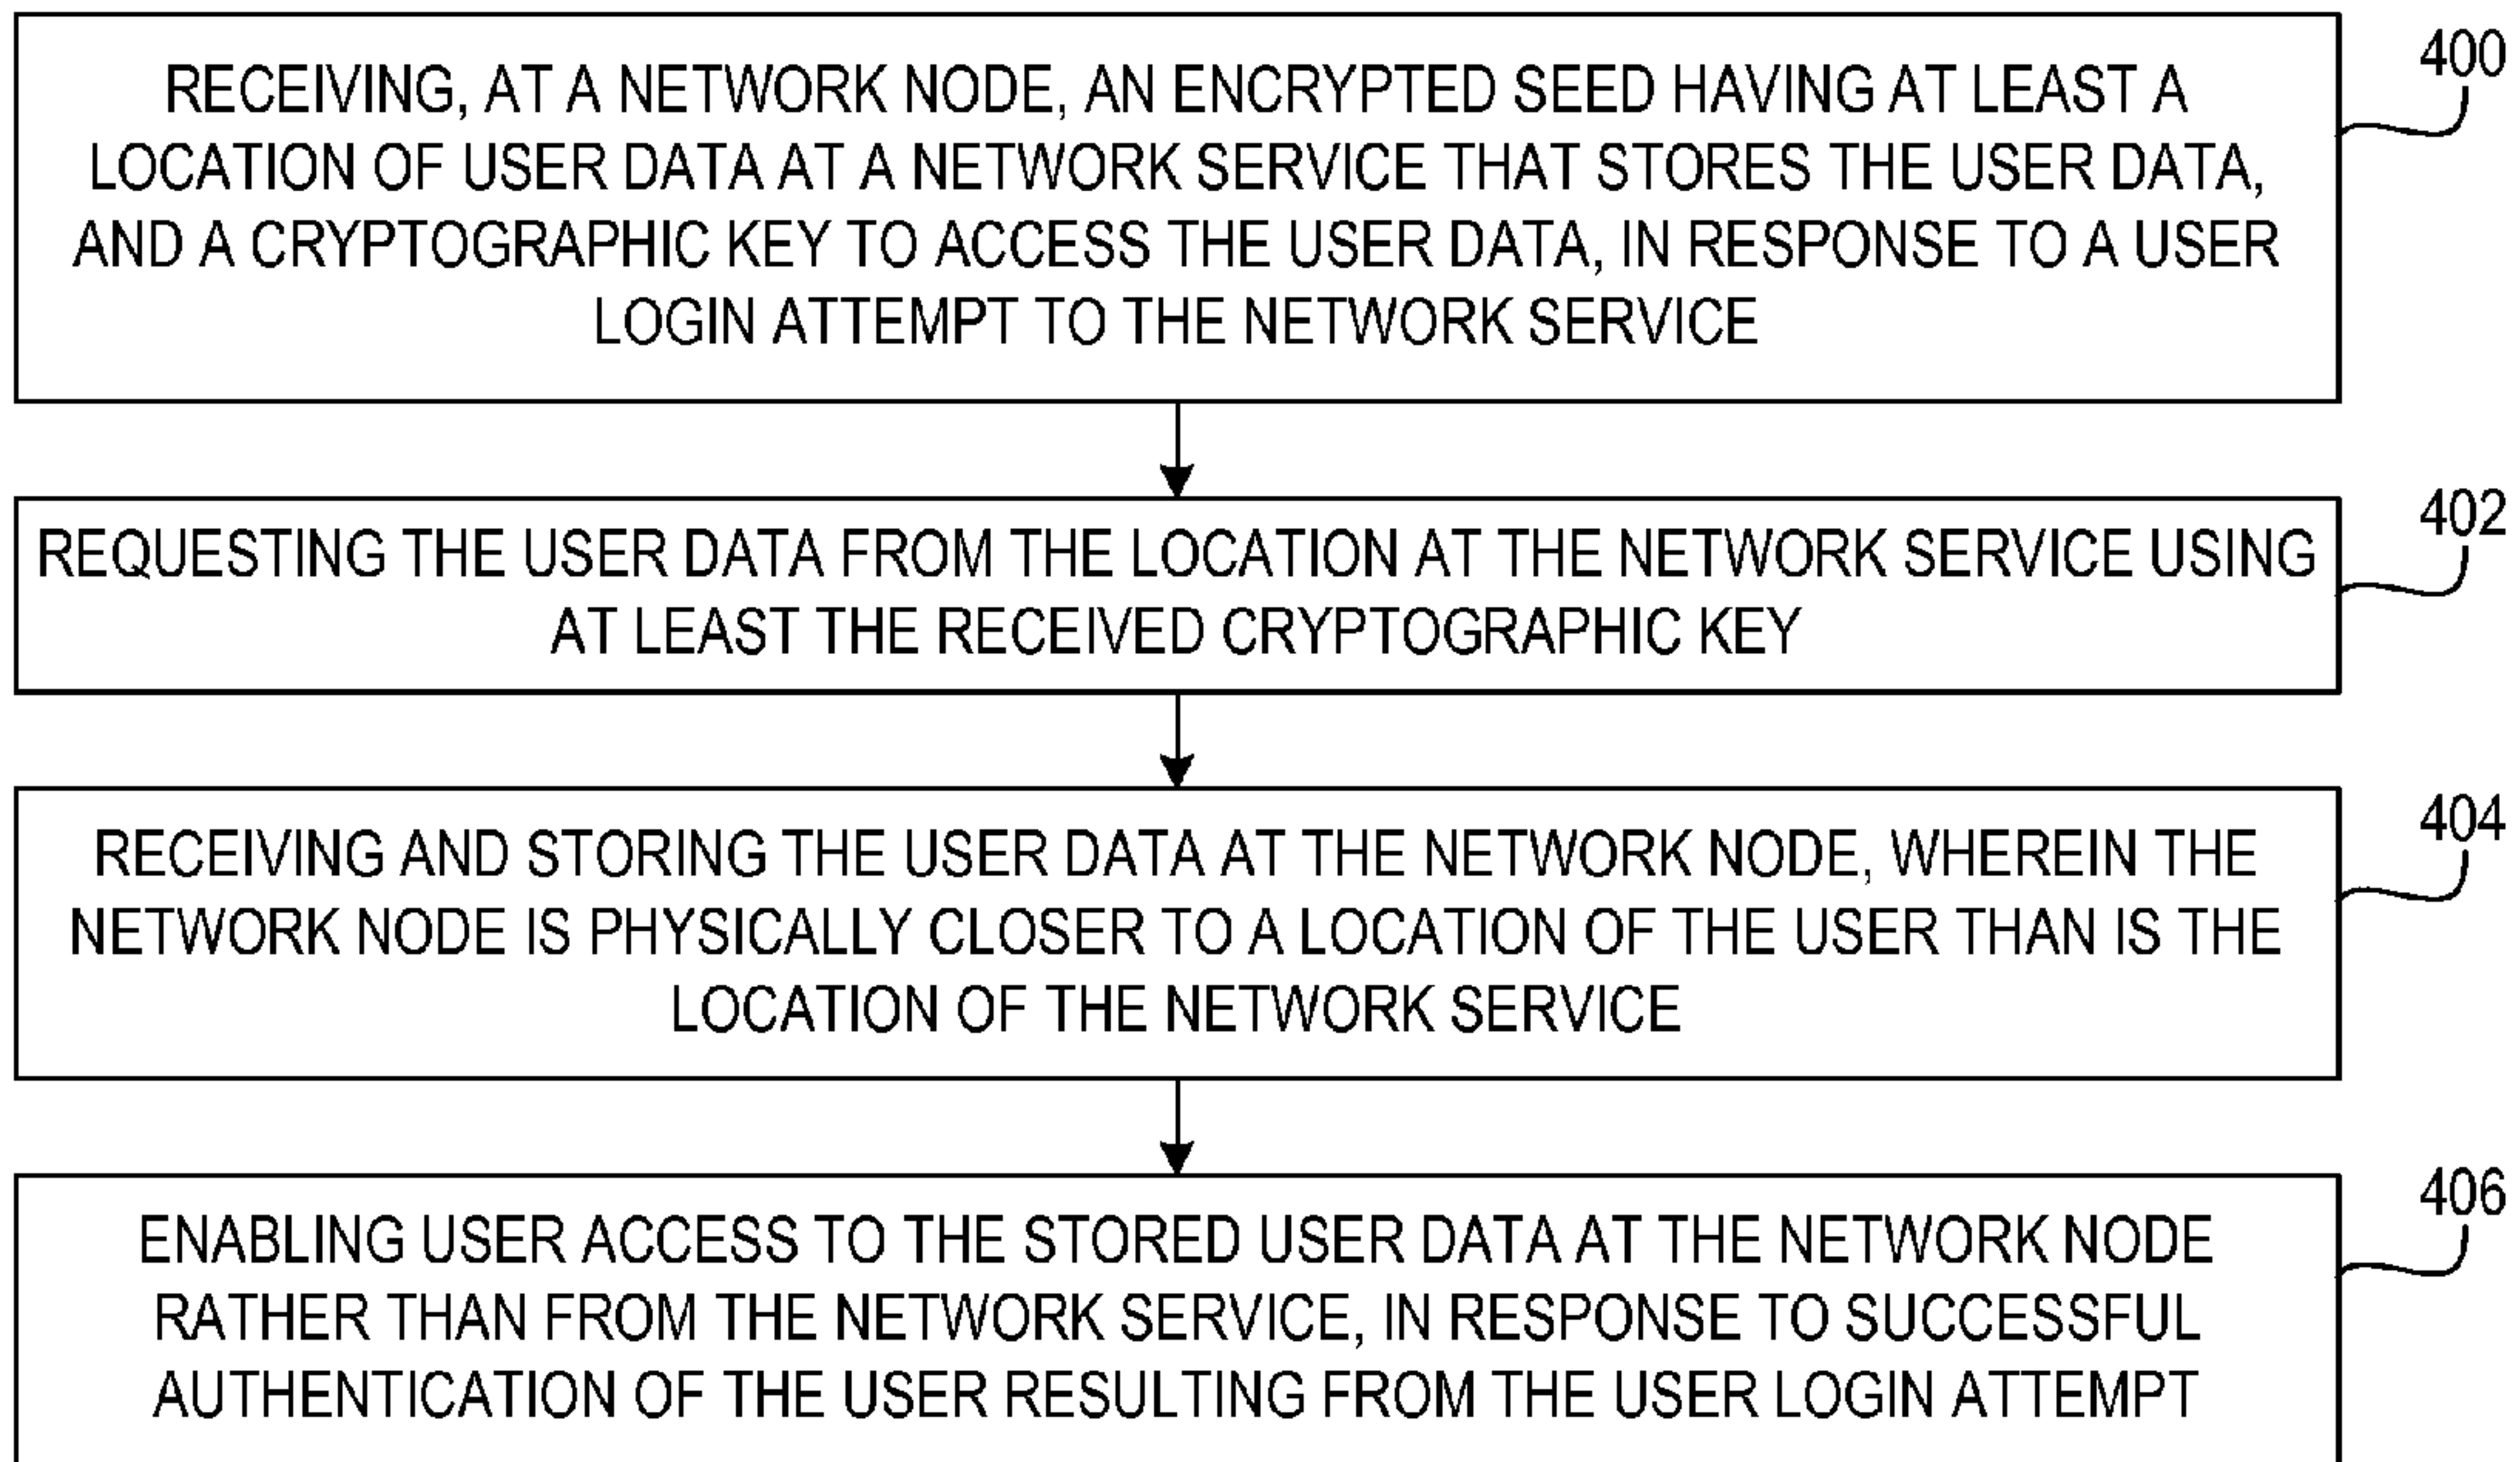 RECEIVING, AT A NETWORK NODE, AN ENCRYPTED SEED HAVING AT LEAST A
LOCATION OF USER DATA AT A NETWORK SERVICE THAT STORES THE USER DATA,
AND A CRYPTOGRAPHIC KEY TO ACCESS THE USER DATA, IN RESPONSE TO A USER
LOGIN ATTEMPT TO THE NETWORK SERVICE
400
REQUESTING THE USER DATA FROM THE LOCATION AT THE NETWORK SERVICE USING
AT LEAST THE RECEIVED CRYPTOGRAPHIC KEY
402
RECEIVING AND STORING THE USER DATA AT THE NETWORK NODE, WHEREIN THE
NETWORK NODE IS PHYSICALLY CLOSER TO A LOCATION OF THE USER THAN IS THE
LOCATION OF THE NETWORK SERVICE
404
ENABLING USER ACCESS TO THE STORED USER DATA AT THE NETWORK NODE
RATHER THAN FROM THE NETWORK SERVICE, IN RESPONSE TO SUCCESSFUL
AUTHENTICATION OF THE USER RESULTING FROM THE USER LOGIN ATTEMPT
406